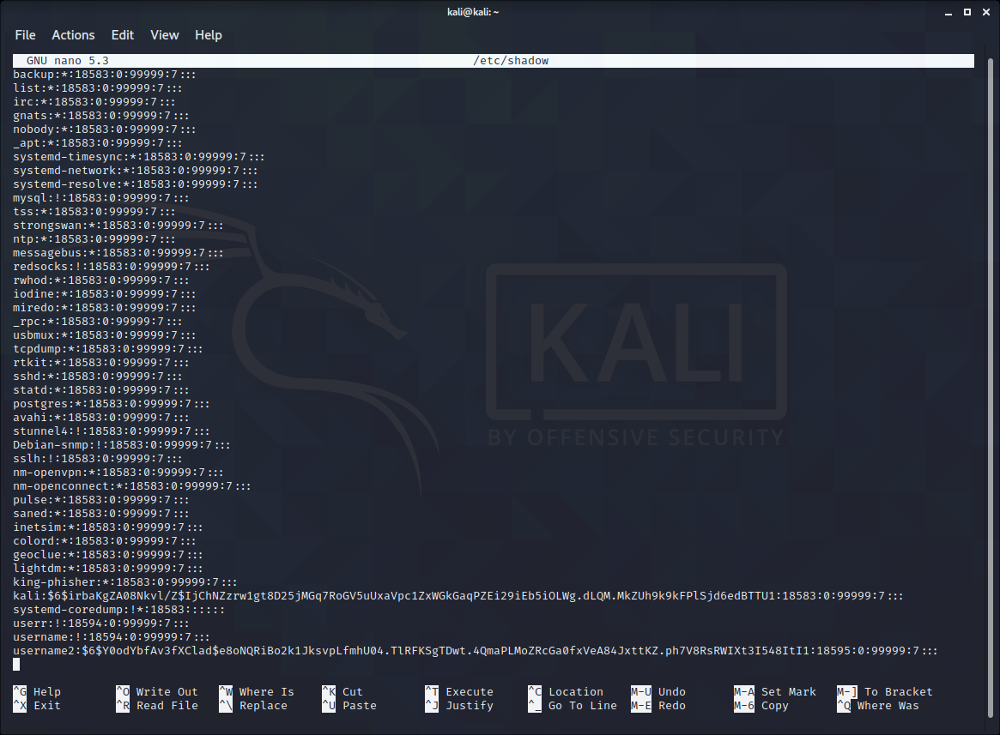 kali@kali: ~
File Actions Edit View Help
GNU nano 5.3 /etc/shadow
backup:*:18583:0:99999:7:::
list:*:18583:0:99999:7:::
irc:*:18583:0:99999:7:::
gnats:*:18583:0:99999:7:::
nobody:*:18583:0:99999:7:::
_apt:*:18583:0:99999:7:::
systemd-timesync:*:18583:0:99999:7:::
systemd-network:*:18583:0:99999:7:::
systemd-resolve:*:18583:0:99999:7:::
mysql:!:18583:0:99999:7:::
tss:*:18583:0:99999:7:::
strongswan:*:18583:0:99999:7:::
ntp:*:18583:0:99999:7:::
messagebus:*:18583:0:99999:7:::
redsocks:!:18583:0:99999:7:::
rwhod:*:18583:0:99999:7:::
iodine:*:18583:0:99999:7:::
miredo:*:18583:0:99999:7:::
_rpc:*:18583:0:99999:7:::
usbmux:*:18583:0:99999:7:::
tcpdump:*:18583:0:99999:7:::
rtkit:*:18583:0:99999:7:::
sshd:*:18583:0:99999:7:::
statd:*:18583:0:99999:7:::
postgres:*:18583:0:99999:7:::
avahi:*:18583:0:99999:7:::
stunnel4:!:18583:0:99999:7:::
Debian-snmp:!:18583:0:99999:7:::
sslh:!:18583:0:99999:7:::
nm-openvpn:*:18583:0:99999:7:::
nm-openconnect:*:18583:0:99999:7:::
pulse:*:18583:0:99999:7:::
saned:*:18583:0:99999:7:::
inetsim:*:18583:0:99999:7:::
colord:*:18583:0:99999:7:::
geoclue:*:18583:0:99999:7:::
lightdm:*:18583:0:99999:7:::
king-phisher:*:18583:0:99999:7:::
kali:$6$irbaKgZA08Nkvl/Z$IjChNZzrw1gt8D25jMGq7RoGV5uUxaVpc1ZxWGkGaqPZEi29iEb5iOLWg.dLQM.MkZUh9k9kFPlSjd6edBTTU1:18583:0:99999:7:::
systemd-coredump:!*:18583::::::
userr:!:18594:0:99999:7:::
username:!:18594:0:99999:7:::
username2:$6$Y0odYbfAv3fXClad$e8oNQRiBo2k1JksvpLfmhU04.TlRFKSgTDwt.4QmaPLMoZRcGa0fxVeA84JxttKZ.ph7V8RsRWIXt3I548ItI1:18595:0:99999:7:::
KALI
BY OFFENSIVE SECURITY
^G Help ^O Write Out ^W Where Is ^K Cut ^T Execute ^C Location M-U Undo M-A Set Mark M-] To Bracket
^X Exit ^R Read File ^\ Replace ^U Paste ^J Justify ^_ Go To Line M-E Redo M-6 Copy ^Q Where Was